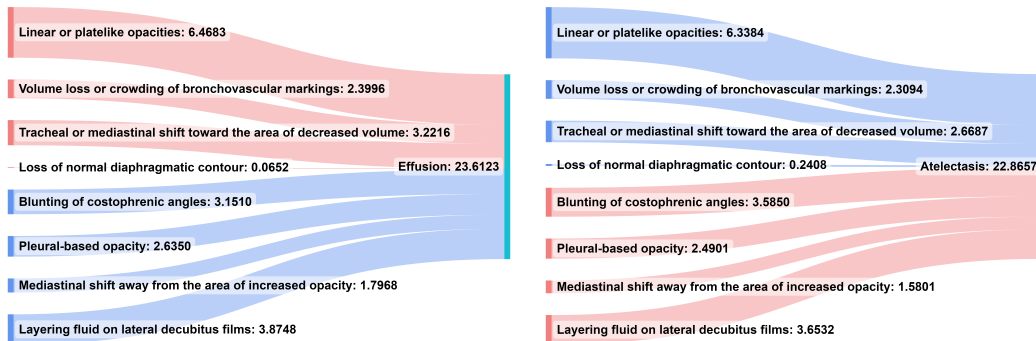 Linear or platelike opacities: 6.4683
Volume loss or crowding of bronchovascular markings: 2.3996
Tracheal or mediastinal shift toward the area of decreased volume: 3.2216
Loss of normal diaphragmatic contour: 0.0652
Effusion: 23.6123
Blunting of costophrenic angles: 3.1510
Pleural-based opacity: 2.6350
Mediastinal shift away from the area of increased opacity: 1.7968
Layering fluid on lateral decubitus films: 3.8748
Linear or platelike opacities: 6.3384
Volume loss or crowding of bronchovascular markings: 2.3094
Tracheal or mediastinal shift toward the area of decreased volume: 2.6687
Loss of normal diaphragmatic contour: 0.2408
Atelectasis: 22.8657
Blunting of costophrenic angles: 3.5850
Pleural-based opacity: 2.4901
Mediastinal shift away from the area of increased opacity: 1.5801
Layering fluid on lateral decubitus films: 3.6532